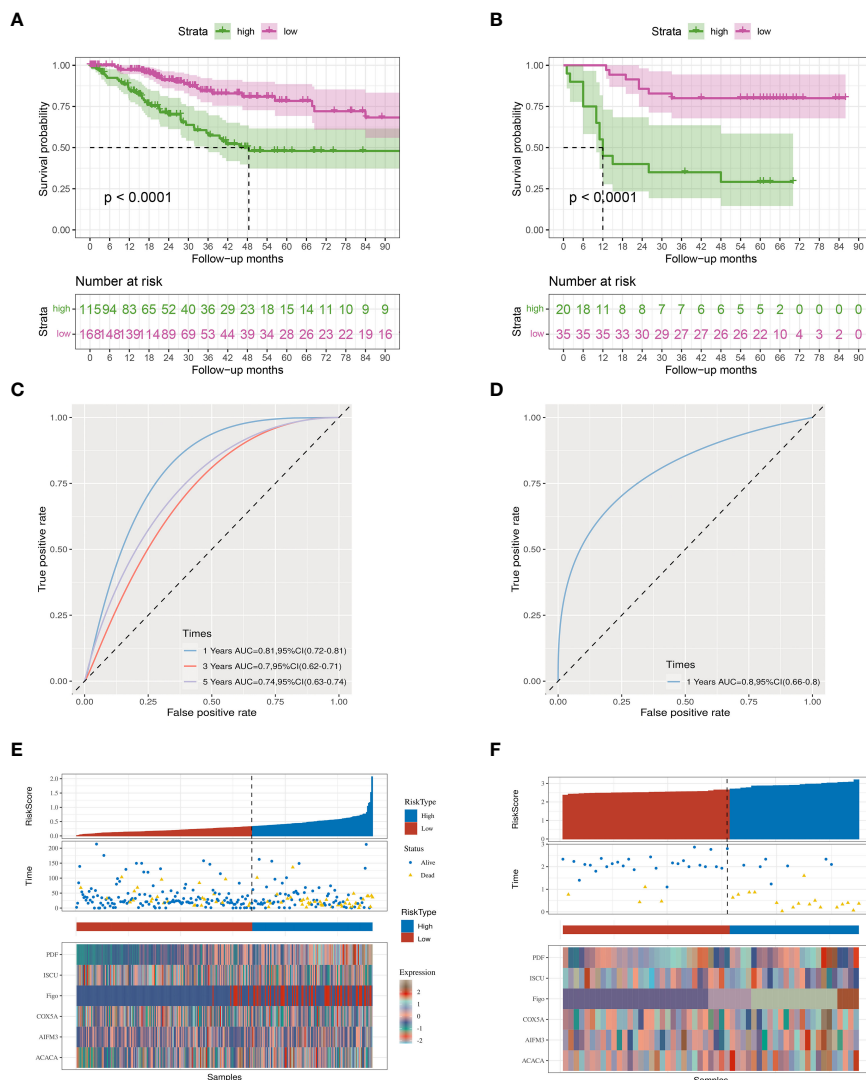 A
B
Strata high low
Strata high low
1.00
0.75
0.50
0.25
0.00
Survival probability
p < 0.0001
0 6 12 18 24 30 36 42 48 54 60 66 72 78 84 90
Follow-up months
1.00
0.75
0.50
0.25
0.00
Survival probability
p < 0.0001
0 6 12 18 24 30 36 42 48 54 60 66 72 78 84 90
Follow-up months
Number at risk
Strata
high 115 94 83 65 52 40 36 29 23 18 15 14 11 10 9 9
low 168 148 139 114 89 69 53 44 39 34 28 26 23 22 19 16
0 6 12 18 24 30 36 42 48 54 60 66 72 78 84 90
Follow-up months
Number at risk
Strata
high 20 18 11 8 8 7 7 6 6 5 5 2 0 0 0 0
low 35 35 35 33 30 29 27 27 26 26 22 10 4 3 2 0
0 6 12 18 24 30 36 42 48 54 60 66 72 78 84 90
Follow-up months
C
D
1.00
0.75
0.50
0.25
0.00
True positive rate
Times
1 Years AUC=0.81,95%CI(0.72-0.81)
3 Years AUC=0.7,95%CI(0.62-0.71)
5 Years AUC=0.74,95%CI(0.63-0.74)
0.00 0.25 0.50 0.75 1.00
False positive rate
1.00
0.75
0.50
0.25
0.00
True positive rate
Times
1 Years AUC=0.8,95%CI(0.66-0.8)
0.00 0.25 0.50 0.75 1.00
False positive rate
E
F
2.0
1.5
1.0
0.5
0.0
RiskScore
RiskType
High
Low
200
150
100
50
0
Time
Status
Alive
Dead
RiskType
High
Low
PDF
ISCU
Figo
COX5A
AIFM3
ACACA
Samples
Expression
2
1
0
-1
-2
3
2
1
0
RiskScore
3
2
1
0
Time
PDF
ISCU
Figo
COX5A
AIFM3
ACACA
Samples